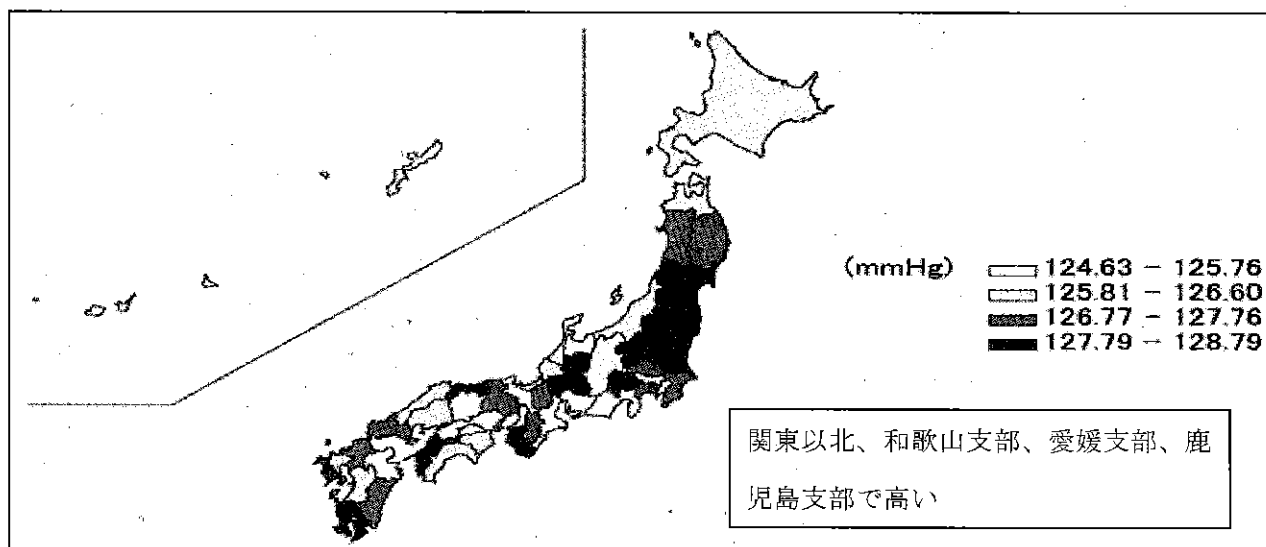 (mmHg)
124.63 － 125.76
125.81 － 126.60
126.77 － 127.76
127.79 － 128.79
関東以北、和歌山支部、愛媛支部、鹿
児島支部で高い